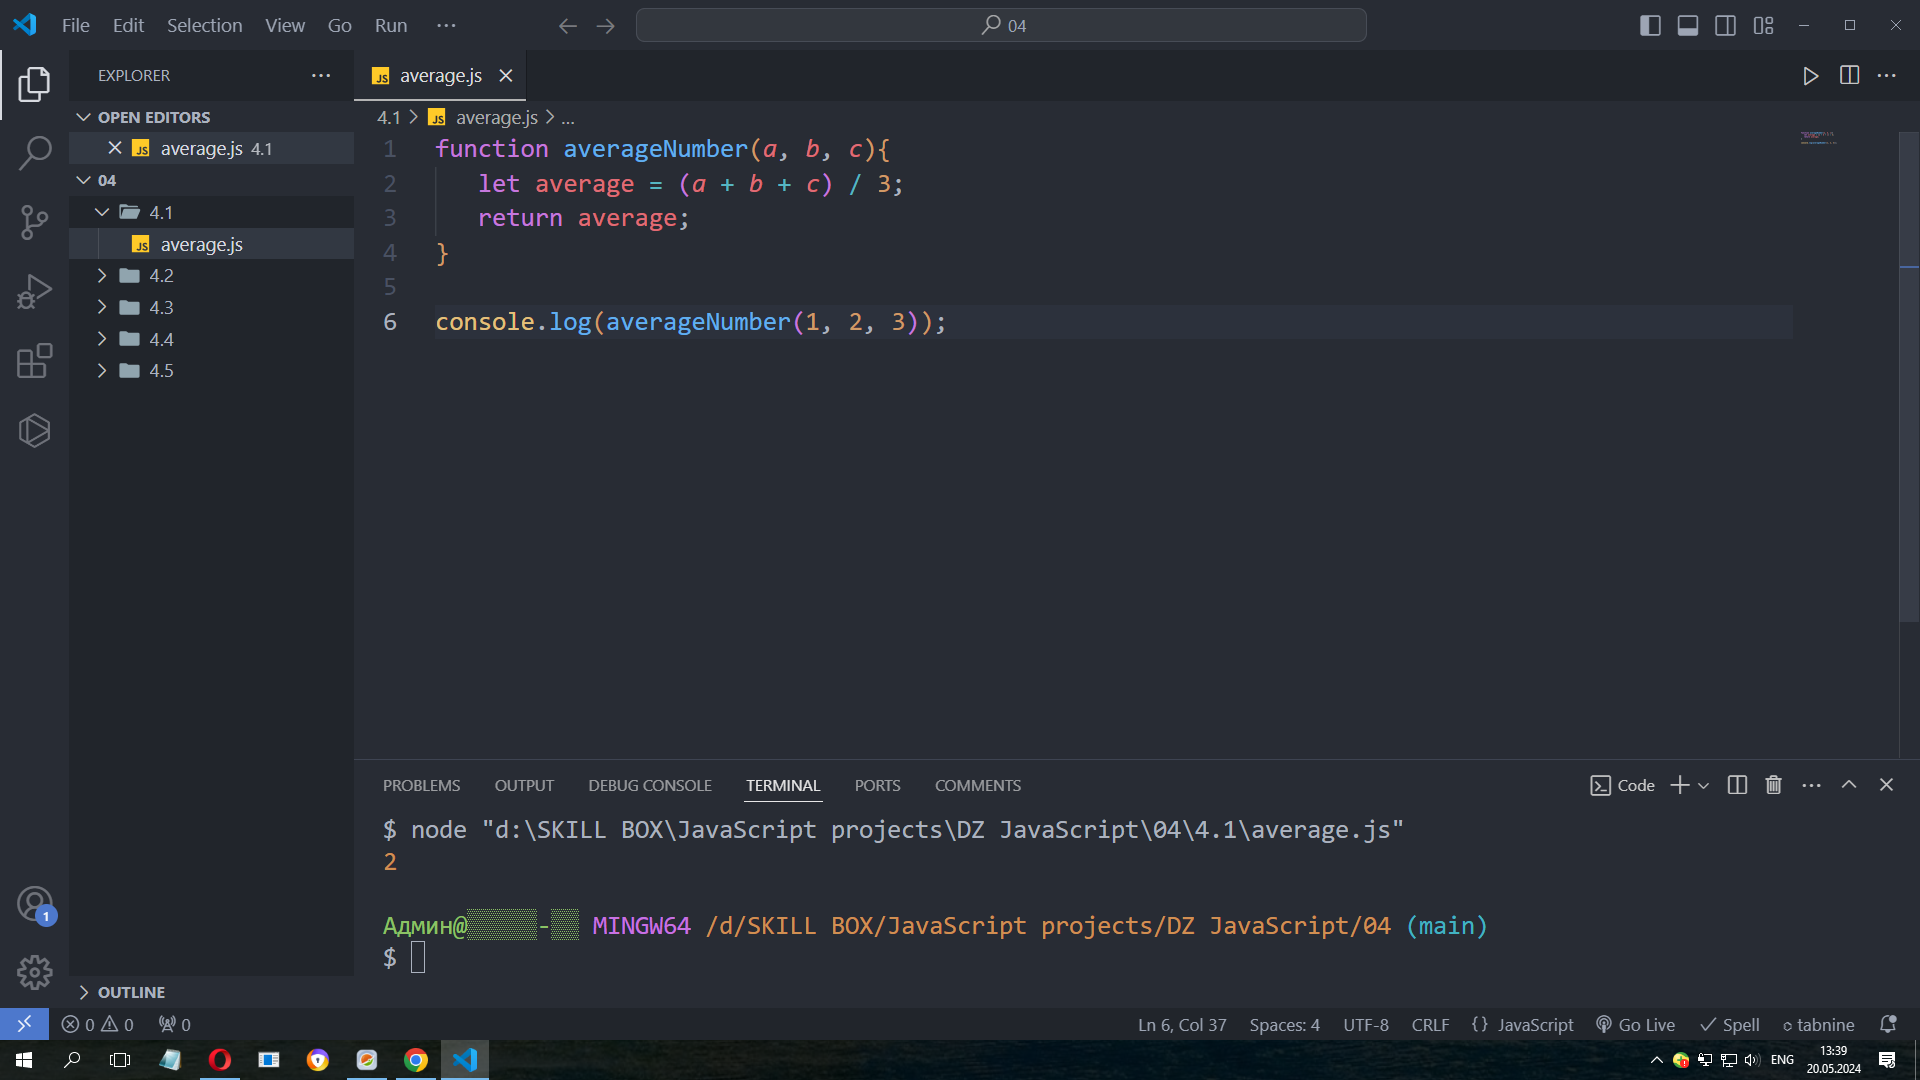 File Edit Selection View Go Run ···
04
EXPLORER ···
OPEN EDITORS
average.js 4.1
04
4.1
average.js
4.2
4.3
4.4
4.5
OUTLINE
average.js
4.1 > average.js > ...
1 function averageNumber(a, b, c){
2 let average = (a + b + c) / 3;
3 return average;
4 }
5
6 console.log(averageNumber(1, 2, 3));
PROBLEMS OUTPUT DEBUG CONSOLE TERMINAL PORTS COMMENTS
Code
$ node "d:\SKILL BOX\JavaScript projects\DZ JavaScript\04\4.1\average.js"
2
Админ@▒▒▒▒▒-▒▒ MINGW64 /d/SKILL BOX/JavaScript projects/DZ JavaScript/04 (main)
$
1
0 0 0
Ln 6, Col 37 Spaces: 4 UTF-8 CRLF {} JavaScript Go Live Spell tabnine
ENG
13:39
20.05.2024